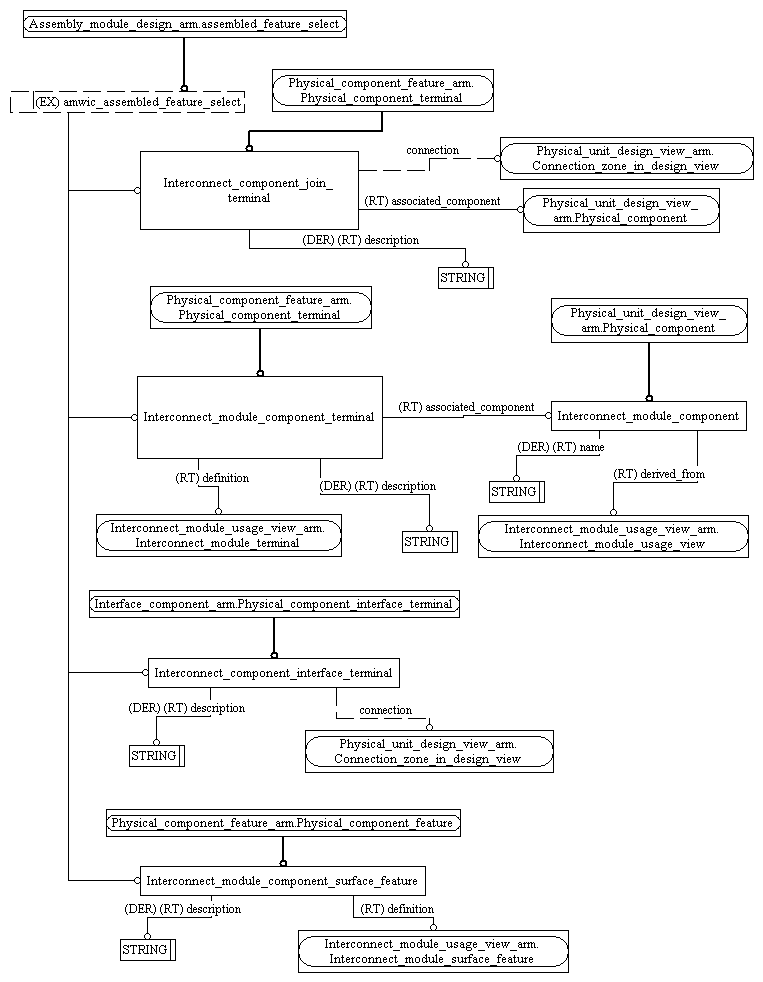 Assembly_module_design_arm.assembled_feature_select
(EX) amwic_assembled_feature_select
Physical_component_feature_arm.
Physical_component_terminal
Interconnect_component_join_
terminal
connection
Physical_unit_design_view_arm.
Connection_zone_in_design_view
(RT) associated_component
Physical_unit_design_view_
arm.Physical_component
(DER) (RT) description
STRING
Physical_component_feature_arm.
Physical_component_terminal
Physical_unit_design_view_
arm.Physical_component
Interconnect_module_component_terminal
(RT) associated_component
Interconnect_module_component
(DER) (RT) name
STRING
(RT) derived_from
Interconnect_module_usage_view_arm.
Interconnect_module_usage_view
(RT) definition
Interconnect_module_usage_view_arm.
Interconnect_module_terminal
(DER) (RT) description
STRING
Interface_component_arm.Physical_component_interface_terminal
Interconnect_component_interface_terminal
(DER) (RT) description
STRING
connection
Physical_unit_design_view_arm.
Connection_zone_in_design_view
Physical_component_feature_arm.Physical_component_feature
Interconnect_module_component_surface_feature
(DER) (RT) description
STRING
(RT) definition
Interconnect_module_usage_view_arm.
Interconnect_module_surface_feature